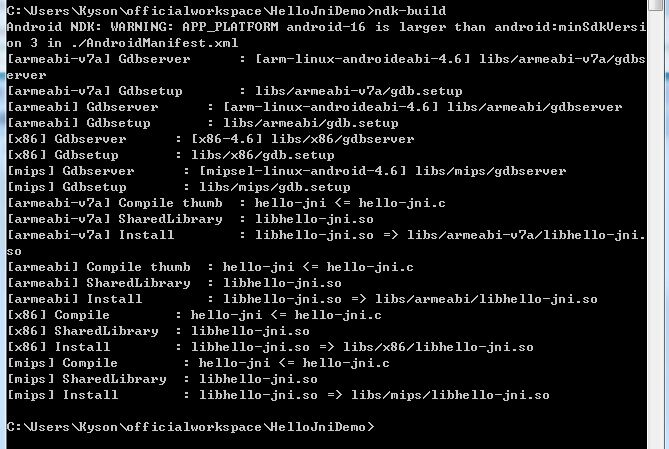 C:\Users\Kyson\officialworkspace\HelloJniDemo>ndk-build
Android NDK: WARNING: APP_PLATFORM android-16 is larger than android:minSdkVersi
on 3 in ./AndroidManifest.xml
[armeabi-v7a] Gdbserver      : [arm-linux-androideabi-4.6] libs/armeabi-v7a/gdbs
erver
[armeabi-v7a] Gdbsetup       : libs/armeabi-v7a/gdb.setup
[armeabi] Gdbserver      : [arm-linux-androideabi-4.6] libs/armeabi/gdbserver
[armeabi] Gdbsetup       : libs/armeabi/gdb.setup
[x86] Gdbserver      : [x86-4.6] libs/x86/gdbserver
[x86] Gdbsetup       : libs/x86/gdb.setup
[mips] Gdbserver      : [mipsel-linux-android-4.6] libs/mips/gdbserver
[mips] Gdbsetup       : libs/mips/gdb.setup
[armeabi-v7a] Compile thumb  : hello-jni <= hello-jni.c
[armeabi-v7a] SharedLibrary  : libhello-jni.so
[armeabi-v7a] Install        : libhello-jni.so => libs/armeabi-v7a/libhello-jni.
so
[armeabi] Compile thumb  : hello-jni <= hello-jni.c
[armeabi] SharedLibrary  : libhello-jni.so
[armeabi] Install        : libhello-jni.so => libs/armeabi/libhello-jni.so
[x86] Compile        : hello-jni <= hello-jni.c
[x86] SharedLibrary  : libhello-jni.so
[x86] Install        : libhello-jni.so => libs/x86/libhello-jni.so
[mips] Compile        : hello-jni <= hello-jni.c
[mips] SharedLibrary  : libhello-jni.so
[mips] Install        : libhello-jni.so => libs/mips/libhello-jni.so
C:\Users\Kyson\officialworkspace\HelloJniDemo>